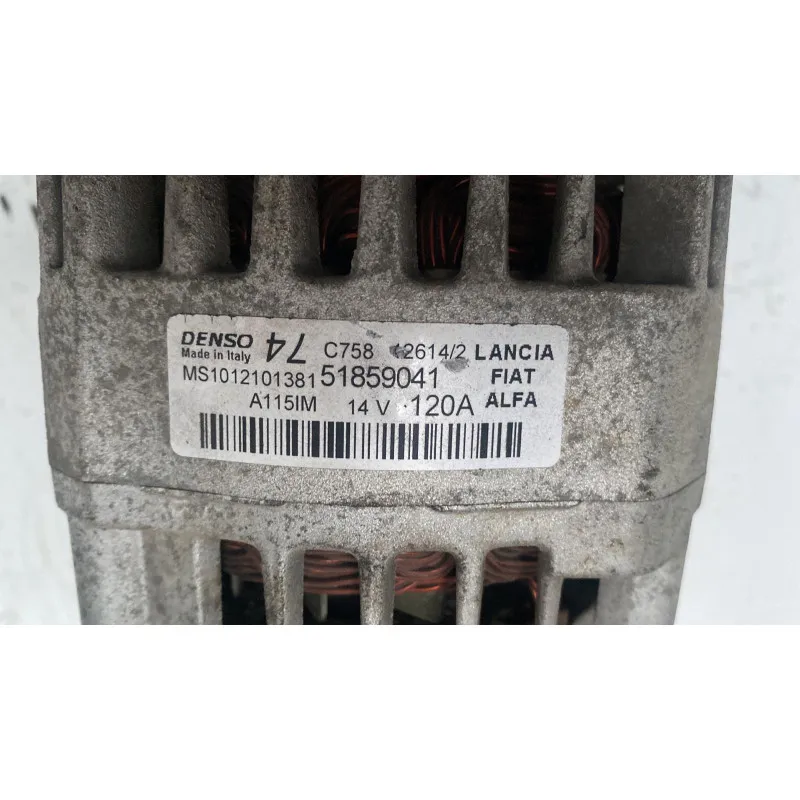 DENSO 74 C758 2614/2 LANCIA
Made in Italy
MS1012101381 51859041 FIAT
A115IM 14 V 120A ALFA